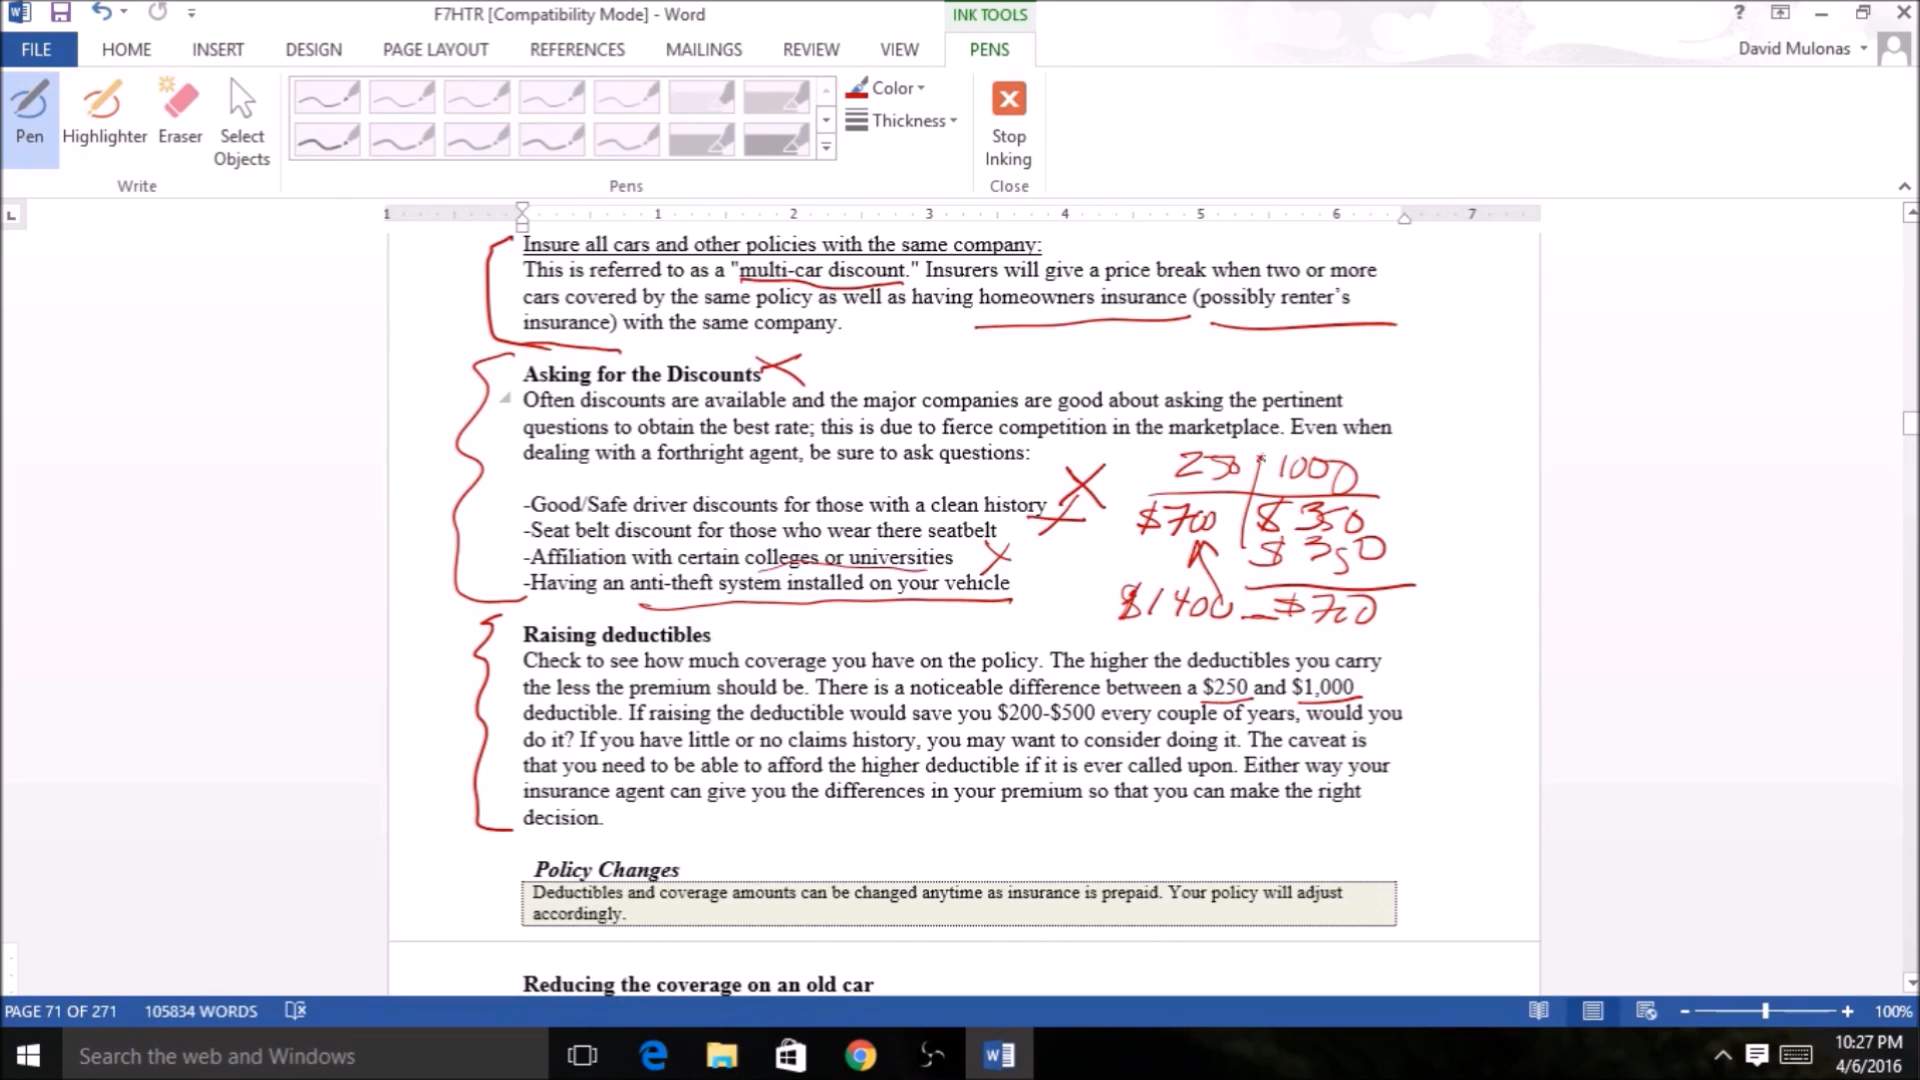 F7HTR [Compatibility Mode] - Word
INK TOOLS
?
FILE HOME INSERT DESIGN PAGE LAYOUT REFERENCES MAILINGS REVIEW VIEW PENS
David Mulonas
Pen Highlighter Eraser Select Objects
Color
Thickness
Stop Inking
Write Pens Close
L
1 1 2 3 4 5 6 7
Insure all cars and other policies with the same company:
This is referred to as a "multi-car discount." Insurers will give a price break when two or more
cars covered by the same policy as well as having homeowners insurance (possibly renter's
insurance) with the same company.
Asking for the Discounts
Often discounts are available and the major companies are good about asking the pertinent
questions to obtain the best rate; this is due to fierce competition in the marketplace. Even when
dealing with a forthright agent, be sure to ask questions:
250 1000
-Good/Safe driver discounts for those with a clean history
$700 $350
-Seat belt discount for those who wear there seatbelt
$350
-Affiliation with certain colleges or universities
-Having an anti-theft system installed on your vehicle
$1400 - $700
Raising deductibles
Check to see how much coverage you have on the policy. The higher the deductibles you carry
the less the premium should be. There is a noticeable difference between a $250 and $1,000
deductible. If raising the deductible would save you $200-$500 every couple of years, would you
do it? If you have little or no claims history, you may want to consider doing it. The caveat is
that you need to be able to afford the higher deductible if it is ever called upon. Either way your
insurance agent can give you the differences in your premium so that you can make the right
decision.
Policy Changes
Deductibles and coverage amounts can be changed anytime as insurance is prepaid. Your policy will adjust
accordingly.
Reducing the coverage on an old car
PAGE 71 OF 271 105834 WORDS
100%
Search the web and Windows
10:27 PM
4/6/2016